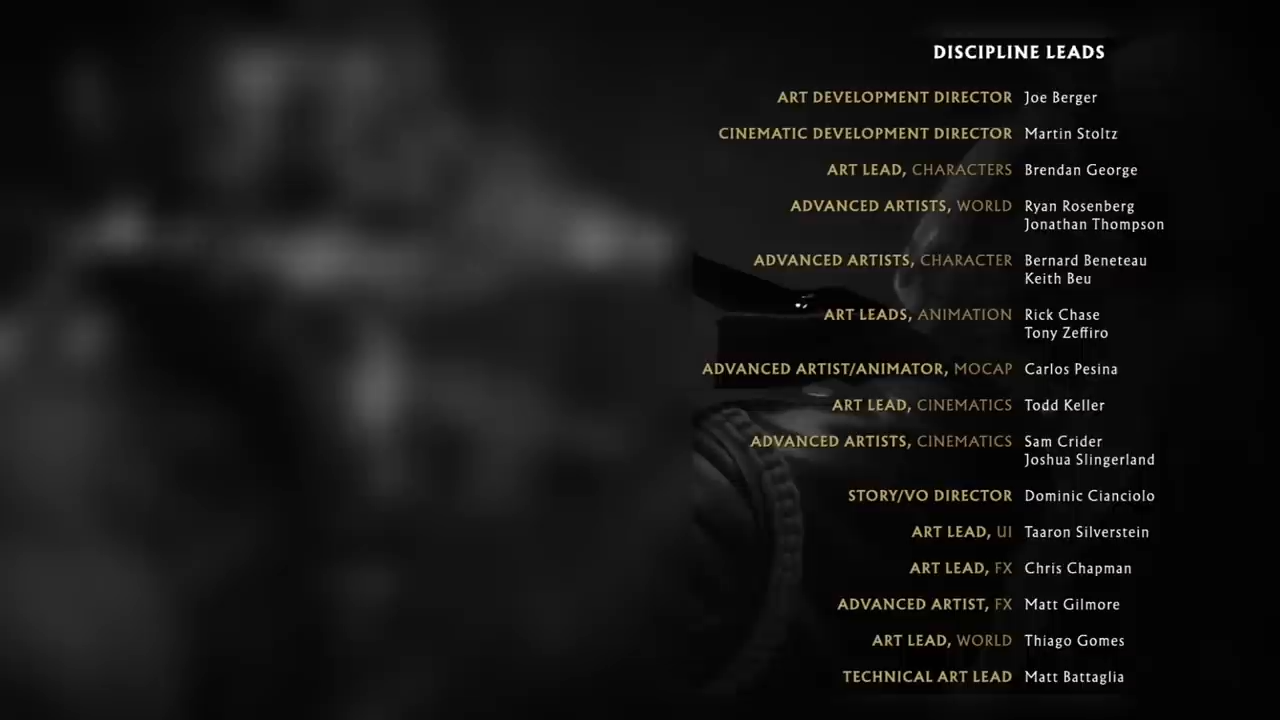 DISCIPLINE LEADS
ART DEVELOPMENT DIRECTOR Joe Berger
CINEMATIC DEVELOPMENT DIRECTOR Martin Stoltz
ART LEAD, CHARACTERS Brendan George
ADVANCED ARTISTS, WORLD Ryan Rosenberg
Jonathan Thompson
ADVANCED ARTISTS, CHARACTER Bernard Beneteau
Keith Beu
ART LEADS, ANIMATION Rick Chase
Tony Zeffiro
ADVANCED ARTIST/ANIMATOR, MOCAP Carlos Pesina
ART LEAD, CINEMATICS Todd Keller
ADVANCED ARTISTS, CINEMATICS Sam Crider
Joshua Slingerland
STORY/VO DIRECTOR Dominic Cianciolo
ART LEAD, UI Taaron Silverstein
ART LEAD, FX Chris Chapman
ADVANCED ARTIST, FX Matt Gilmore
ART LEAD, WORLD Thiago Gomes
TECHNICAL ART LEAD Matt Battaglia